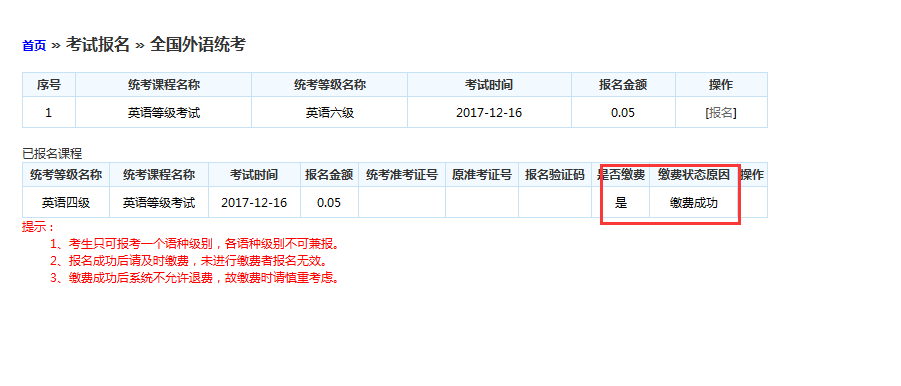 首页 » 考试报名 » 全国外语统考
序号 统考课程名称 统考等级名称 考试时间 报名金额 操作
1 英语等级考试 英语六级 2017-12-16 0.05 [报名]
已报名课程
统考等级名称 统考课程名称 考试时间 报名金额 统考准考证号 原准考证号 报名验证码 是否缴费 缴费状态原因 操作
英语四级 英语等级考试 2017-12-16 0.05 是 缴费成功
提示：
1、考生只可报考一个语种级别，各语种级别不可兼报。
2、报名成功后请及时缴费，未进行缴费者报名无效。
3、缴费成功后系统不允许退费，故缴费时请慎重考虑。